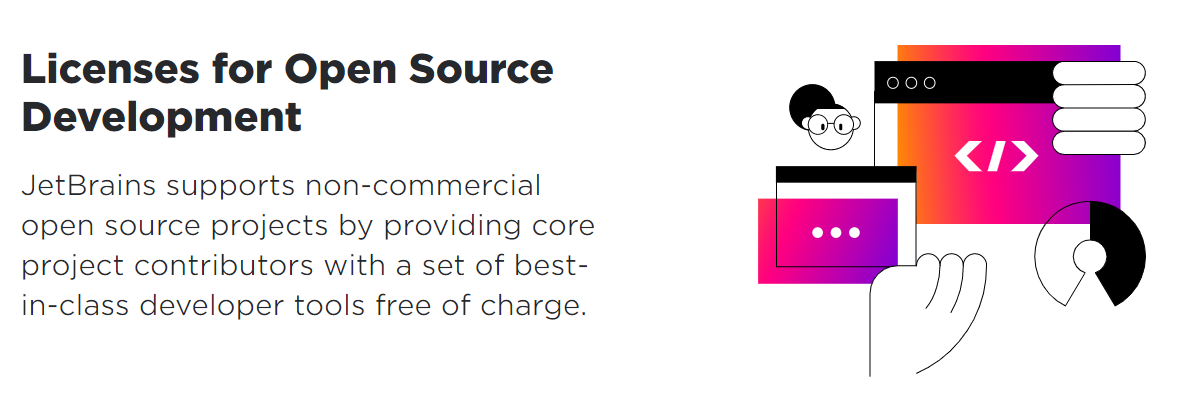 Licenses for Open Source
Development
JetBrains supports non-commercial
open source projects by providing core
project contributors with a set of best-
in-class developer tools free of charge.
</>